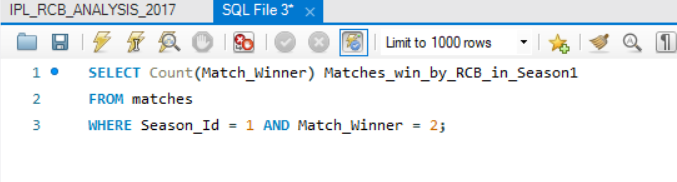 IPL_RCB_ANALYSIS_2017 SQL File 3* ×
Limit to 1000 rows
1 SELECT Count(Match_Winner) Matches_win_by_RCB_in_Season1
2 FROM matches
3 WHERE Season_Id = 1 AND Match_Winner = 2;